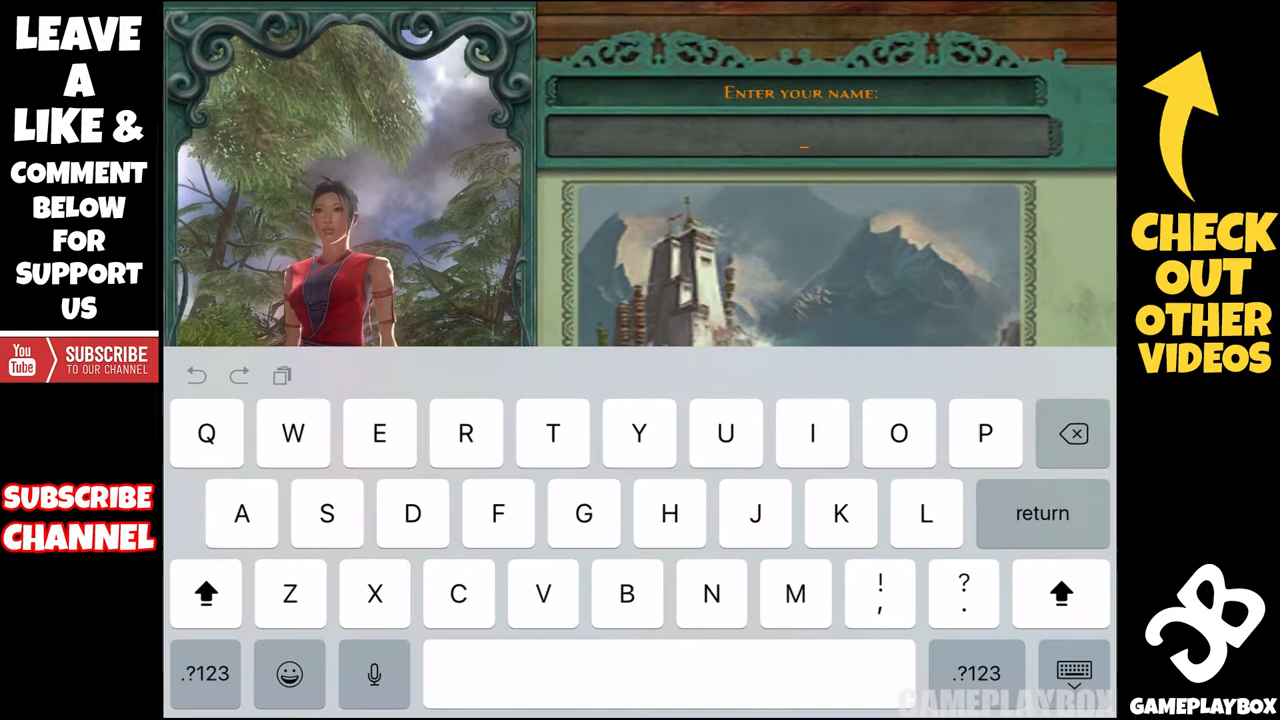 LEAVE
A
LIKE &
COMMENT
BELOW
FOR
SUPPORT
US
You
Tube
SUBSCRIBE
TO OUR CHANNEL
SUBSCRIBE
CHANNEL
ENTER YOUR NAME:
_
Q W E R T Y U I O P
A S D F G H J K L return
Z X C V B N M ! , ? .
.?123 .?123
GAMEPLAYBOX
CHECK
OUT
OTHER
VIDEOS
GB
GAMEPLAYBOX